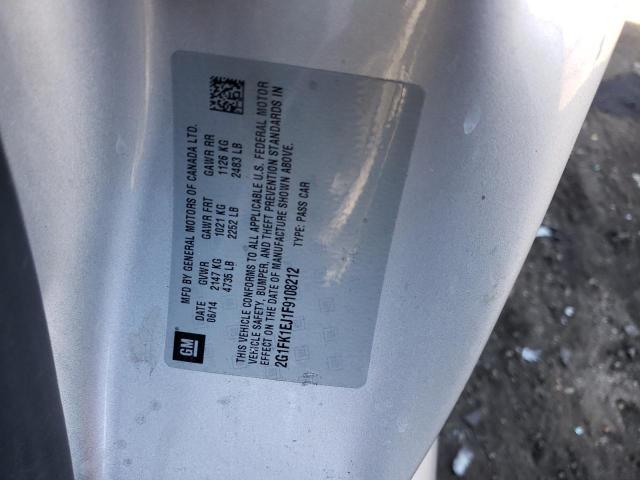 MFD BY GENERAL MOTORS OF CANADA LTD.
DATE GVWR GAWR FRT GAWR RR
06/14 2147 KG 1021 KG 1126 KG
4735 LB 2252 LB 2483 LB
GM
THIS VEHICLE CONFORMS TO ALL APPLICABLE U.S. FEDERAL MOTOR
VEHICLE SAFETY, BUMPER, AND THEFT PREVENTION STANDARDS IN
EFFECT ON THE DATE OF MANUFACTURE SHOWN ABOVE.
2G1FK1EJ1F9108212 TYPE: PASS CAR